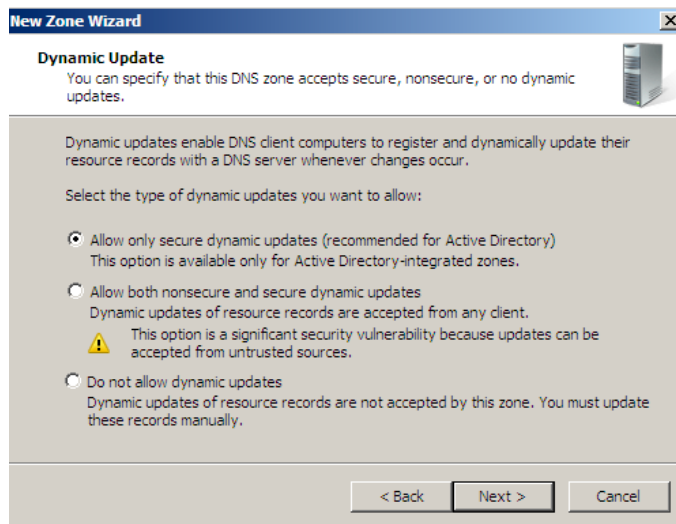 New Zone Wizard
Dynamic Update
You can specify that this DNS zone accepts secure, nonsecure, or no dynamic
updates.
Dynamic updates enable DNS client computers to register and dynamically update their
resource records with a DNS server whenever changes occur.
Select the type of dynamic updates you want to allow:
Allow only secure dynamic updates (recommended for Active Directory)
This option is available only for Active Directory-integrated zones.
Allow both nonsecure and secure dynamic updates
Dynamic updates of resource records are accepted from any client.
This option is a significant security vulnerability because updates can be
accepted from untrusted sources.
Do not allow dynamic updates
Dynamic updates of resource records are not accepted by this zone. You must update
these records manually.
< Back Next > Cancel